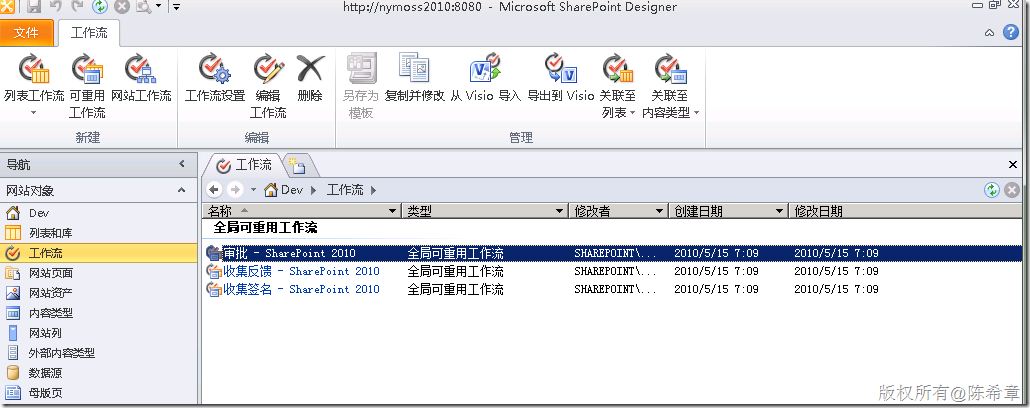 http://nymoss2010:8080 - Microsoft SharePoint Designer
文件 工作流
列表工作流 可重用工作流 网站工作流 工作流设置 编辑工作流 删除 另存为模板 复制并修改 从 Visio 导入 导出到 Visio 关联至列表 关联至内容类型
新建 编辑 管理
导航
工作流
网站对象
Dev 工作流
名称 类型 修改者 创建日期 修改日期
Dev
列表和库
工作流
网站页面
网站资产
内容类型
网站列
外部内容类型
数据源
母版页
全局可重用工作流
审批 - SharePoint 2010 全局可重用工作流 SHAREPOINT\... 2010/5/15 7:09 2010/5/15 7:09
收集反馈 - SharePoint 2010 全局可重用工作流 SHAREPOINT\... 2010/5/15 7:09 2010/5/15 7:09
收集签名 - SharePoint 2010 全局可重用工作流 SHAREPOINT\... 2010/5/15 7:09 2010/5/15 7:09
版权所有@陈希章